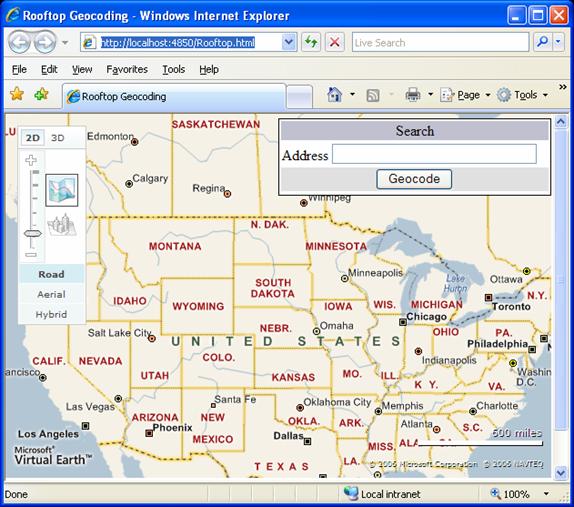 Rooftop Geocoding - Windows Internet Explorer
http://localhost:4850/Rooftop.html
Live Search
File Edit View Favorites Tools Help
Rooftop Geocoding
Page Tools
2D 3D
Road
Aerial
Hybrid
Search
Address
Geocode
SASKATCHEWAN
Edmonton
Calgary
Regina
Winnipeg
N. DAK.
MONTANA
MINNESOTA
Minneapolis
Lake Huron
Ottawa
SOUTH DAKOTA
IDAHO
WYOMING
IOWA
WIS.
MICHIGAN
Toronto
N.Y.
Chicago
Salt Lake City
NEBR.
Omaha
OHIO
PA.
Philadelphia
UNITED STATES
Indianapolis
CALIF.
NEVADA
UTAH
COLO.
KANSAS
MO.
ILL.
K Y.
VA.
Washin
D.C.
ancisco
Las Vegas
Santa Fe
Oklahoma City
Memphis
Charlotte
ARIZONA
Phoenix
NEW MEXICO
OKLA.
ARK.
Atlanta
S.C.
Los Angeles
Dallas
MISS.
ALA
TEXAS
LA.
500 miles
Microsoft®
Virtual Earth™
© 2006 Microsoft Corporation © 2006 NAVTEQ
Done
Local intranet
100%